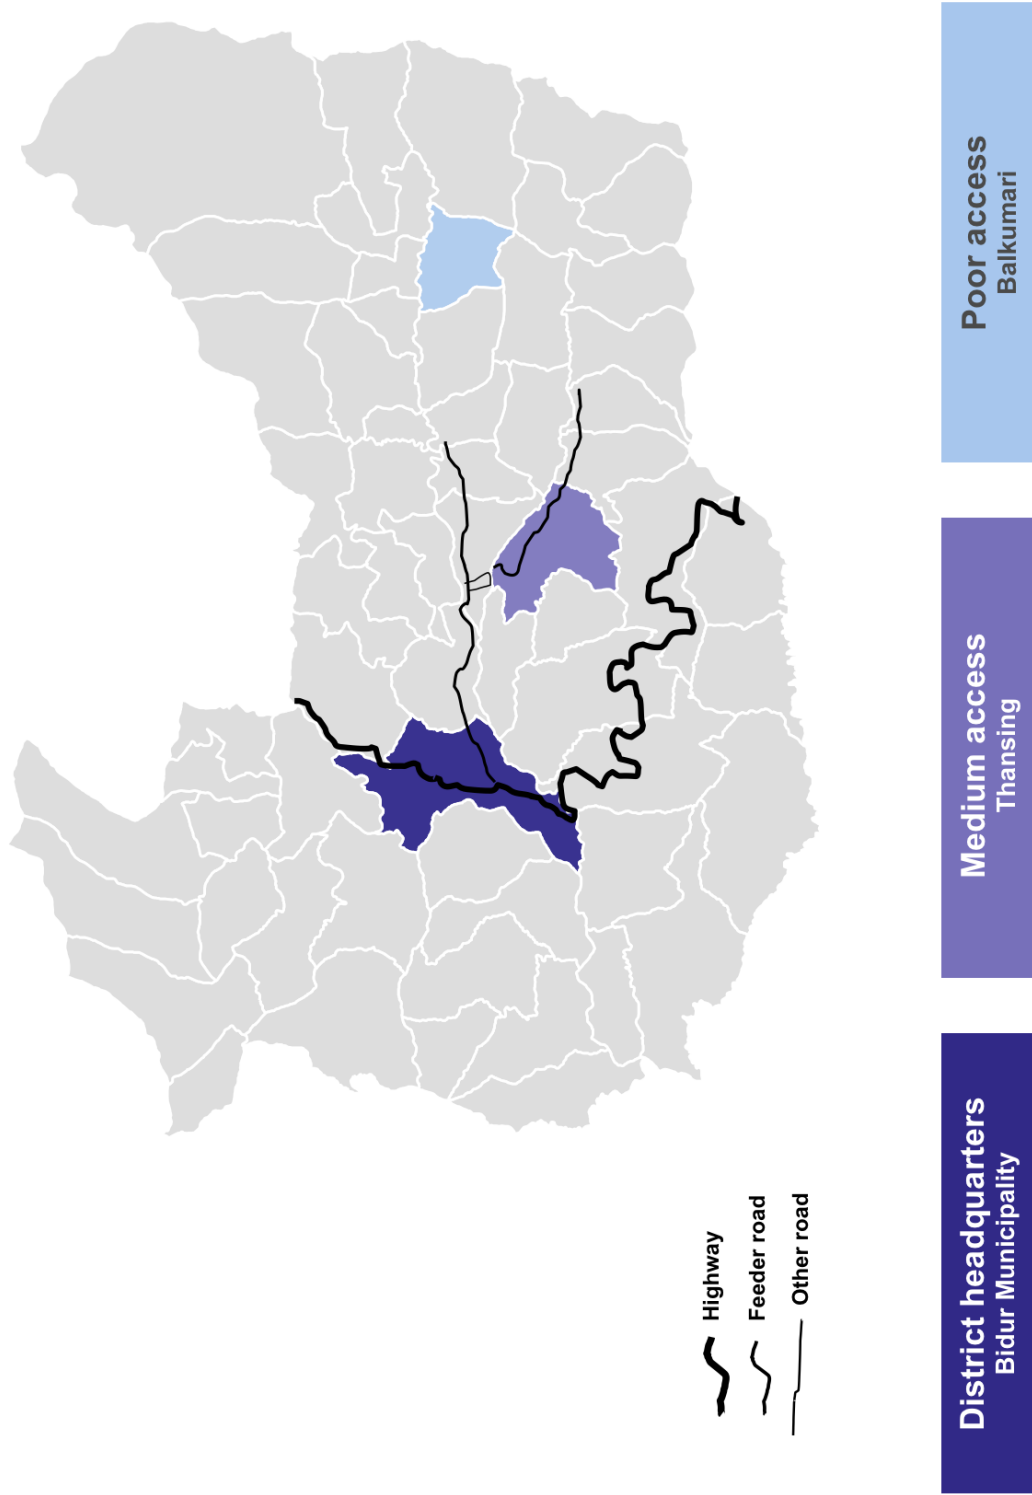 Highway
Feeder road
Other road
District headquarters
Bidur Municipality
Medium access
Thansing
Poor access
Balkumari